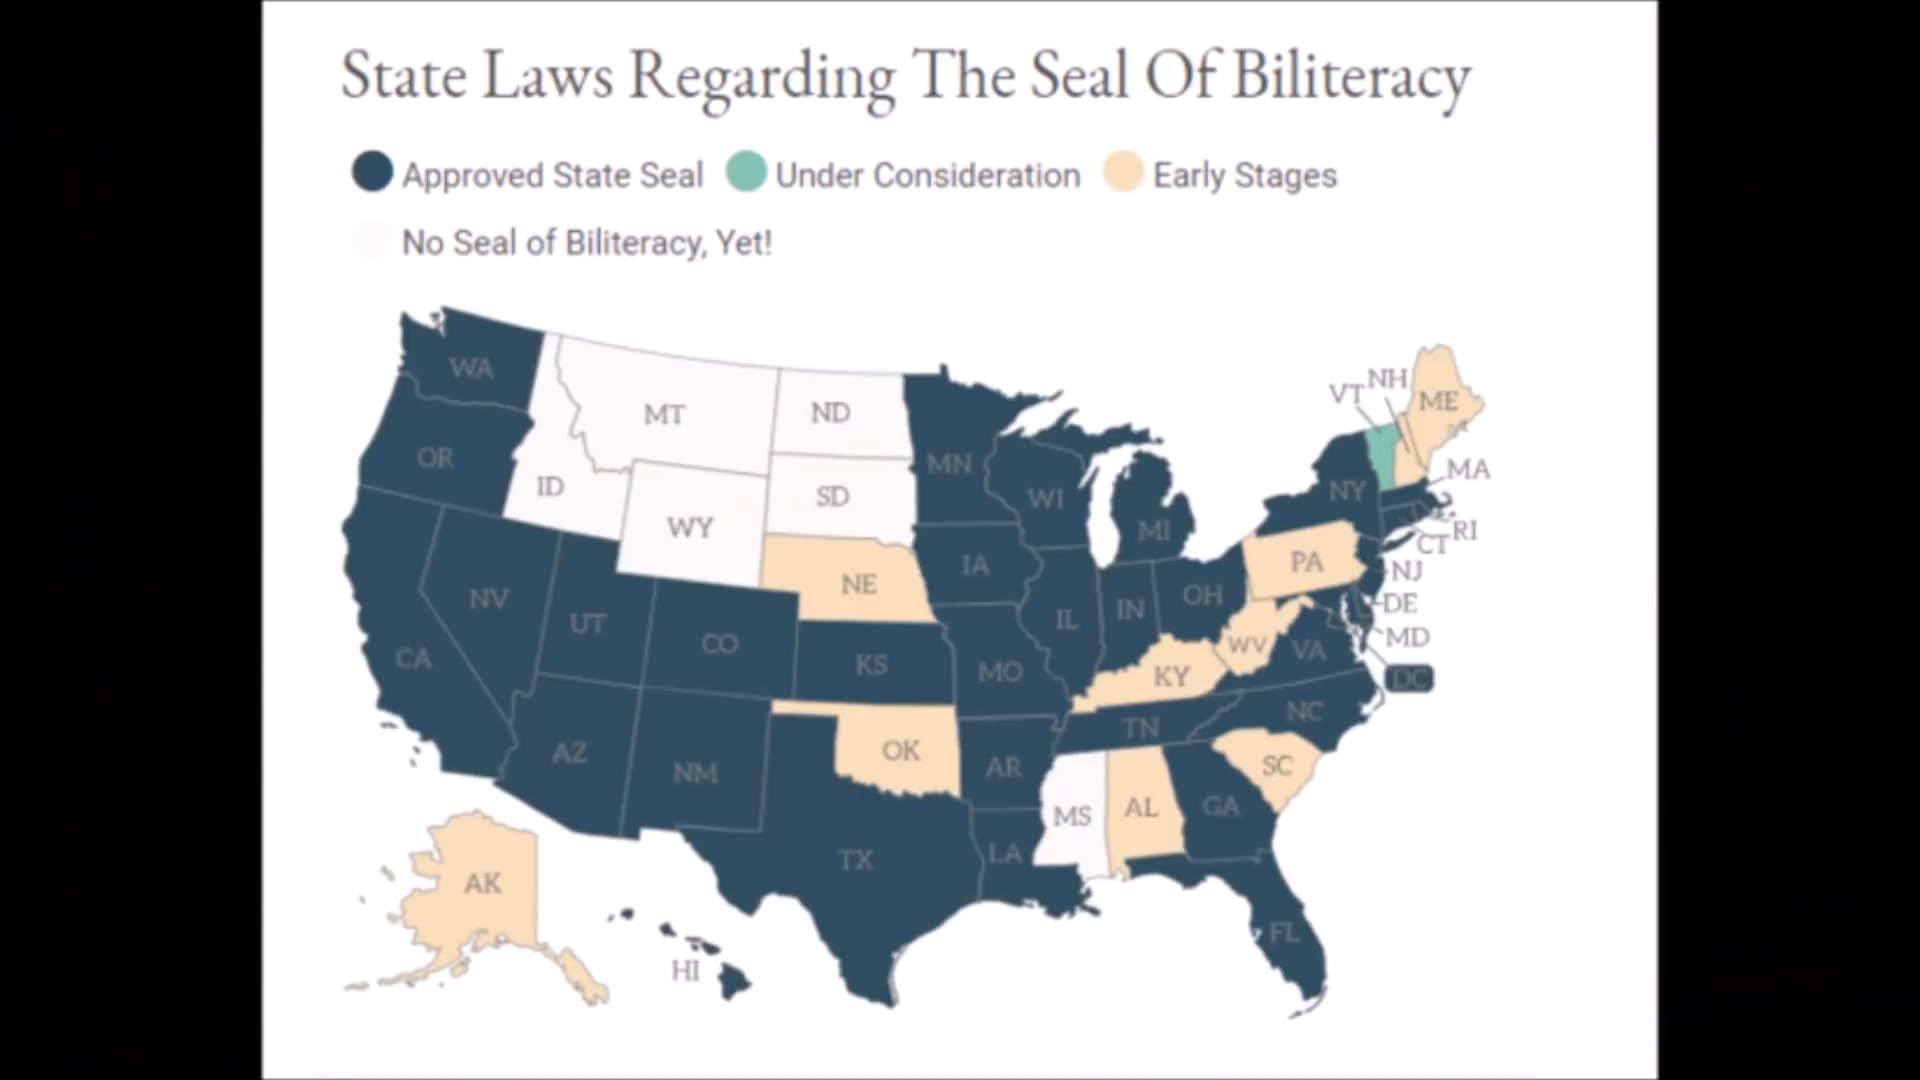 State Laws Regarding The Seal Of Biliteracy
Approved State Seal
Under Consideration
Early Stages
No Seal of Biliteracy, Yet!
WA
MT
ND
MN
VT
NH
ME
OR
ID
SD
WI
MI
NY
MA
WY
RI
CT
NV
UT
CO
NE
IA
IL
IN
OH
PA
NJ
DE
MD
CA
KS
MO
KY
WV
VA
DC
AZ
NM
OK
AR
TN
NC
SC
MS
AL
GA
TX
LA
FL
AK
HI